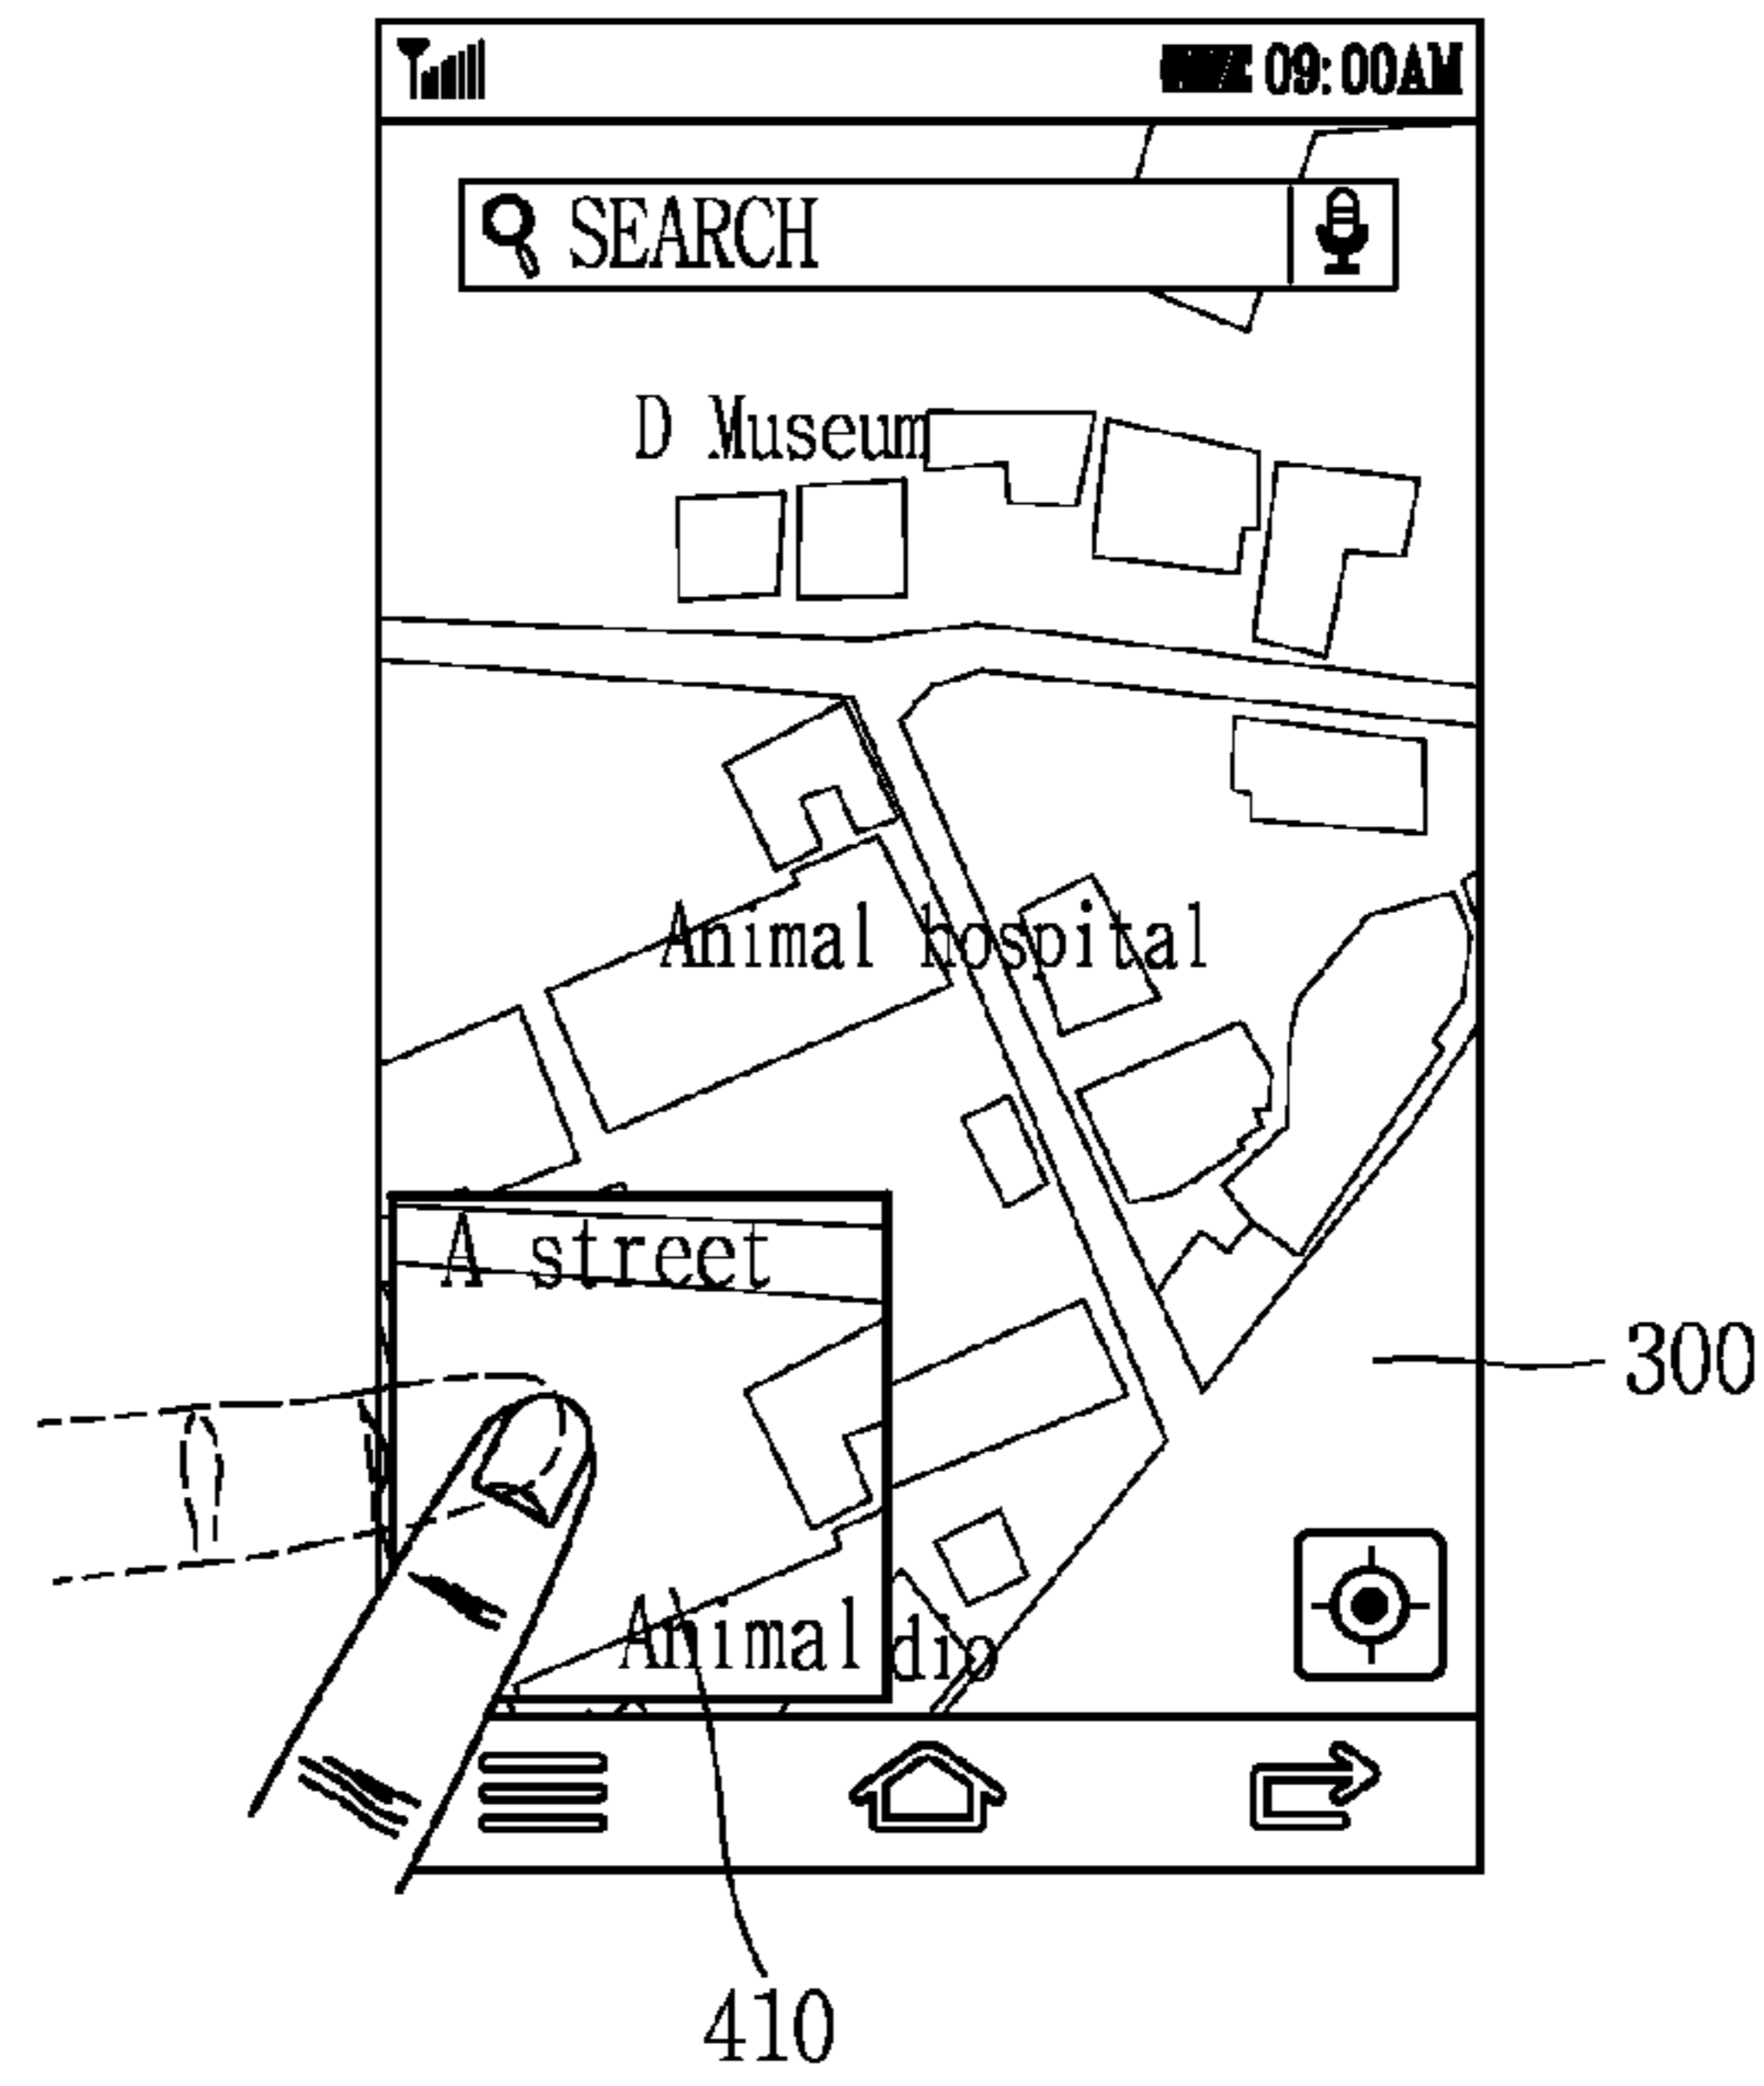 09:00AM
SEARCH
D Museum
Animal hospital
A street
300
Animal
410